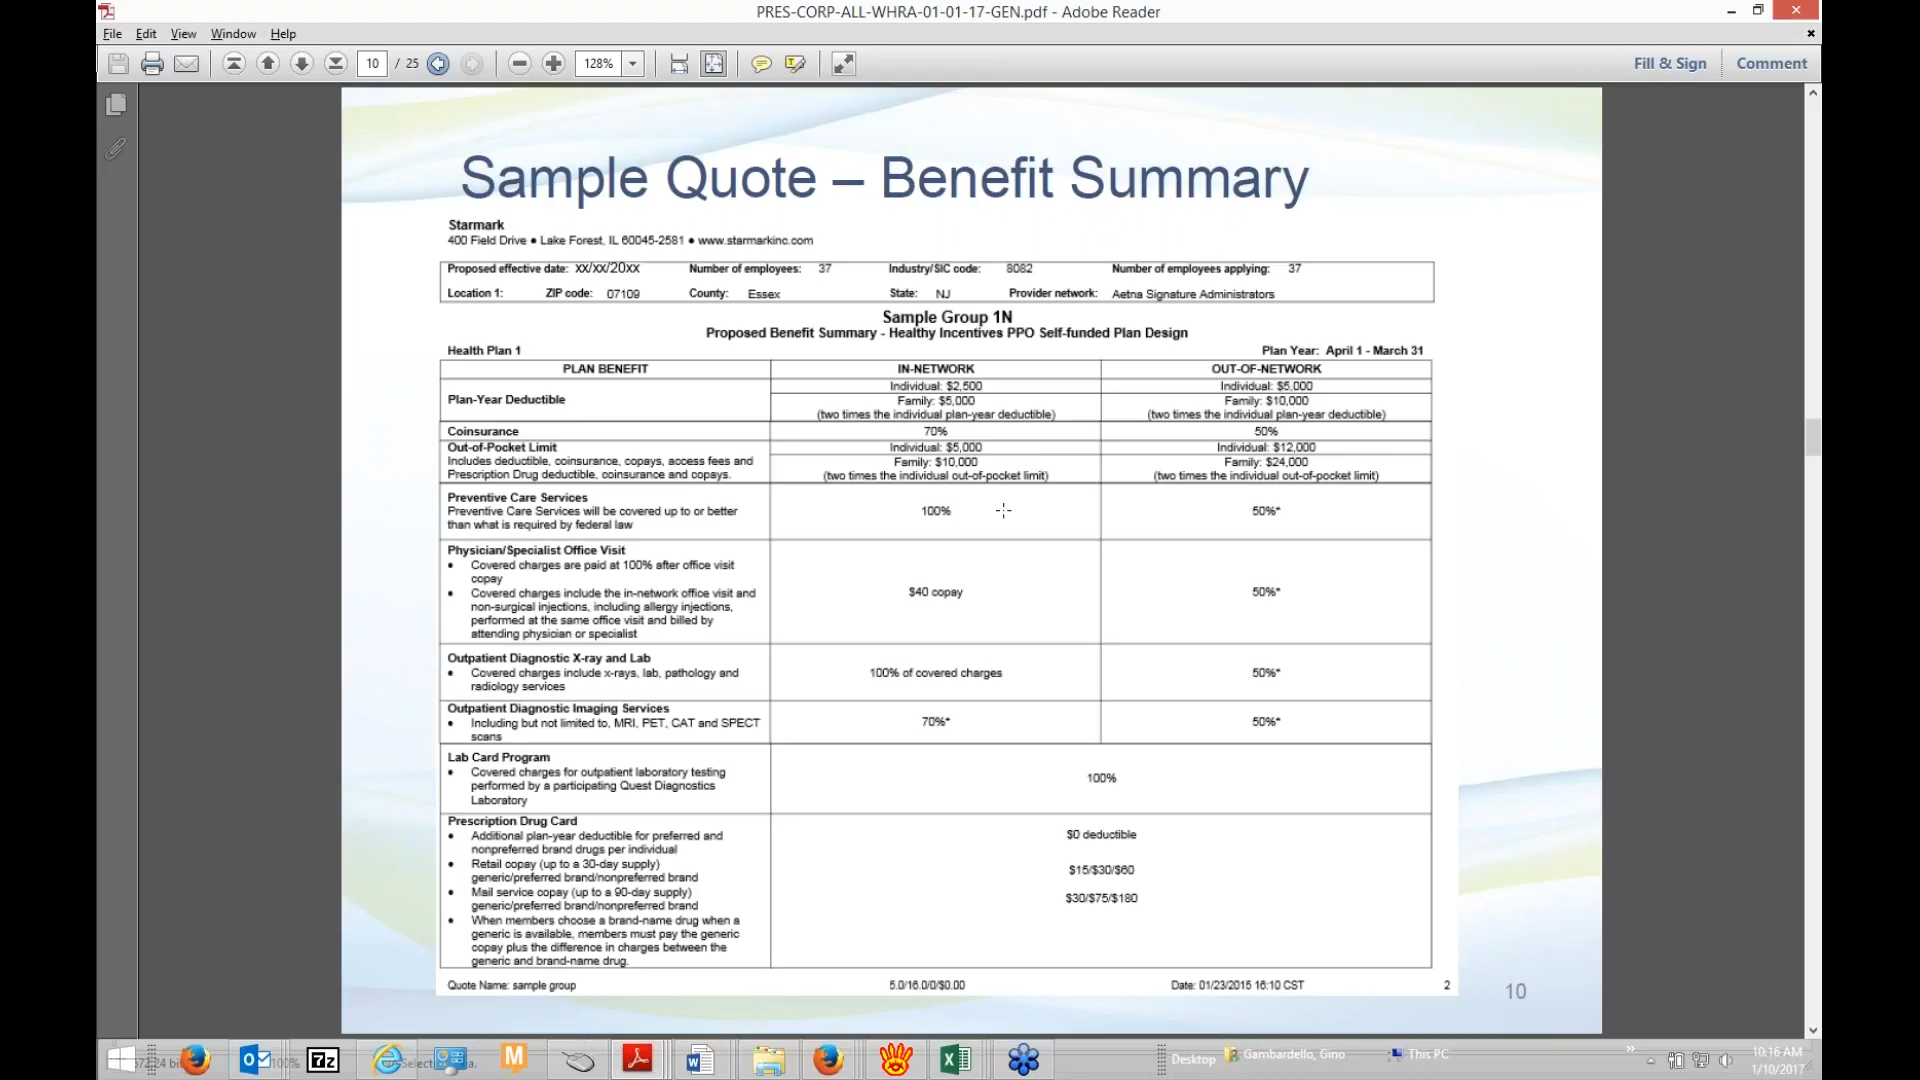 PRES-CORP-ALL-WHRA-01-01-17-GEN.pdf - Adobe Reader
File Edit View Window Help
10 / 25 128% Fill & Sign Comment
Sample Quote – Benefit Summary
Starmark
400 Field Drive ● Lake Forest, IL 60045-2581 ● www.starmarkinc.com
Proposed effective date: xx/xx/20xx Number of employees: 37 Industry/SIC code: 8082 Number of employees applying: 37
Location 1: ZIP code: 07109 County: Essex State: NJ Provider network: Aetna Signature Administrators
Sample Group 1N
Proposed Benefit Summary - Healthy Incentives PPO Self-funded Plan Design
Health Plan 1 Plan Year: April 1 - March 31
PLAN BENEFIT IN-NETWORK OUT-OF-NETWORK
Plan-Year Deductible
Individual: $2,500
Family: $5,000
(two times the individual plan-year deductible)
Individual: $5,000
Family: $10,000
(two times the individual plan-year deductible)
Coinsurance 70% 50%
Out-of-Pocket Limit
Includes deductible, coinsurance, copays, access fees and
Prescription Drug deductible, coinsurance and copays.
Individual: $5,000
Family: $10,000
(two times the individual out-of-pocket limit)
Individual: $12,000
Family: $24,000
(two times the individual out-of-pocket limit)
Preventive Care Services
Preventive Care Services will be covered up to or better
than what is required by federal law
100% 50%*
Physician/Specialist Office Visit
● Covered charges are paid at 100% after office visit
copay
● Covered charges include the in-network office visit and
non-surgical injections, including allergy injections,
performed at the same office visit and billed by
attending physician or specialist
$40 copay 50%*
Outpatient Diagnostic X-ray and Lab
● Covered charges include x-rays, lab, pathology and
radiology services
100% of covered charges 50%*
Outpatient Diagnostic Imaging Services
● Including but not limited to, MRI, PET, CAT and SPECT
scans
70%* 50%*
Lab Card Program
● Covered charges for outpatient laboratory testing
performed by a participating Quest Diagnostics
Laboratory
100%
Prescription Drug Card
● Additional plan-year deductible for preferred and
nonpreferred brand drugs per individual
● Retail copay (up to a 30-day supply)
generic/preferred brand/nonpreferred brand
● Mail service copay (up to a 90-day supply)
generic/preferred brand/nonpreferred brand
● When members choose a brand-name drug when a
generic is available, members must pay the generic
copay plus the difference in charges between the
generic and brand-name drug.
$0 deductible
$15/$30/$60
$30/$75/$180
Quote Name: sample group 5.0/16.0/0/$0.00 Date: 01/23/2015 16:10 CST 2
10
7z Desktop Gambardello, Gino This PC
10:16 AM
1/10/2017